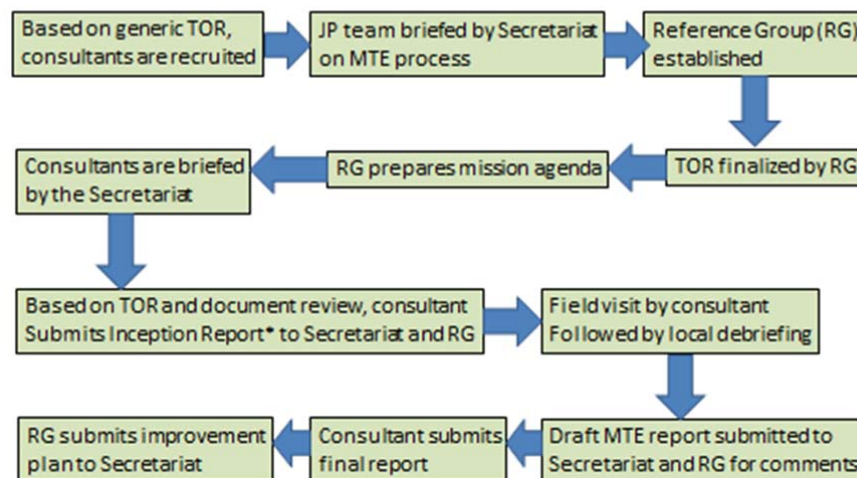 Based on generic TOR,
consultants are recruited
JP team briefed by Secretariat
on MTE process
Reference Group (RG)
established
TOR finalized by RG
RG prepares mission agenda
Consultants are briefed
by the Secretariat
Based on TOR and document review, consultant
Submits Inception Report* to Secretariat and RG
Field visit by consultant
Followed by local debriefing
Draft MTE report submitted to
Secretariat and RG for comments
Consultant submits
final report
RG submits improvement
plan to Secretariat